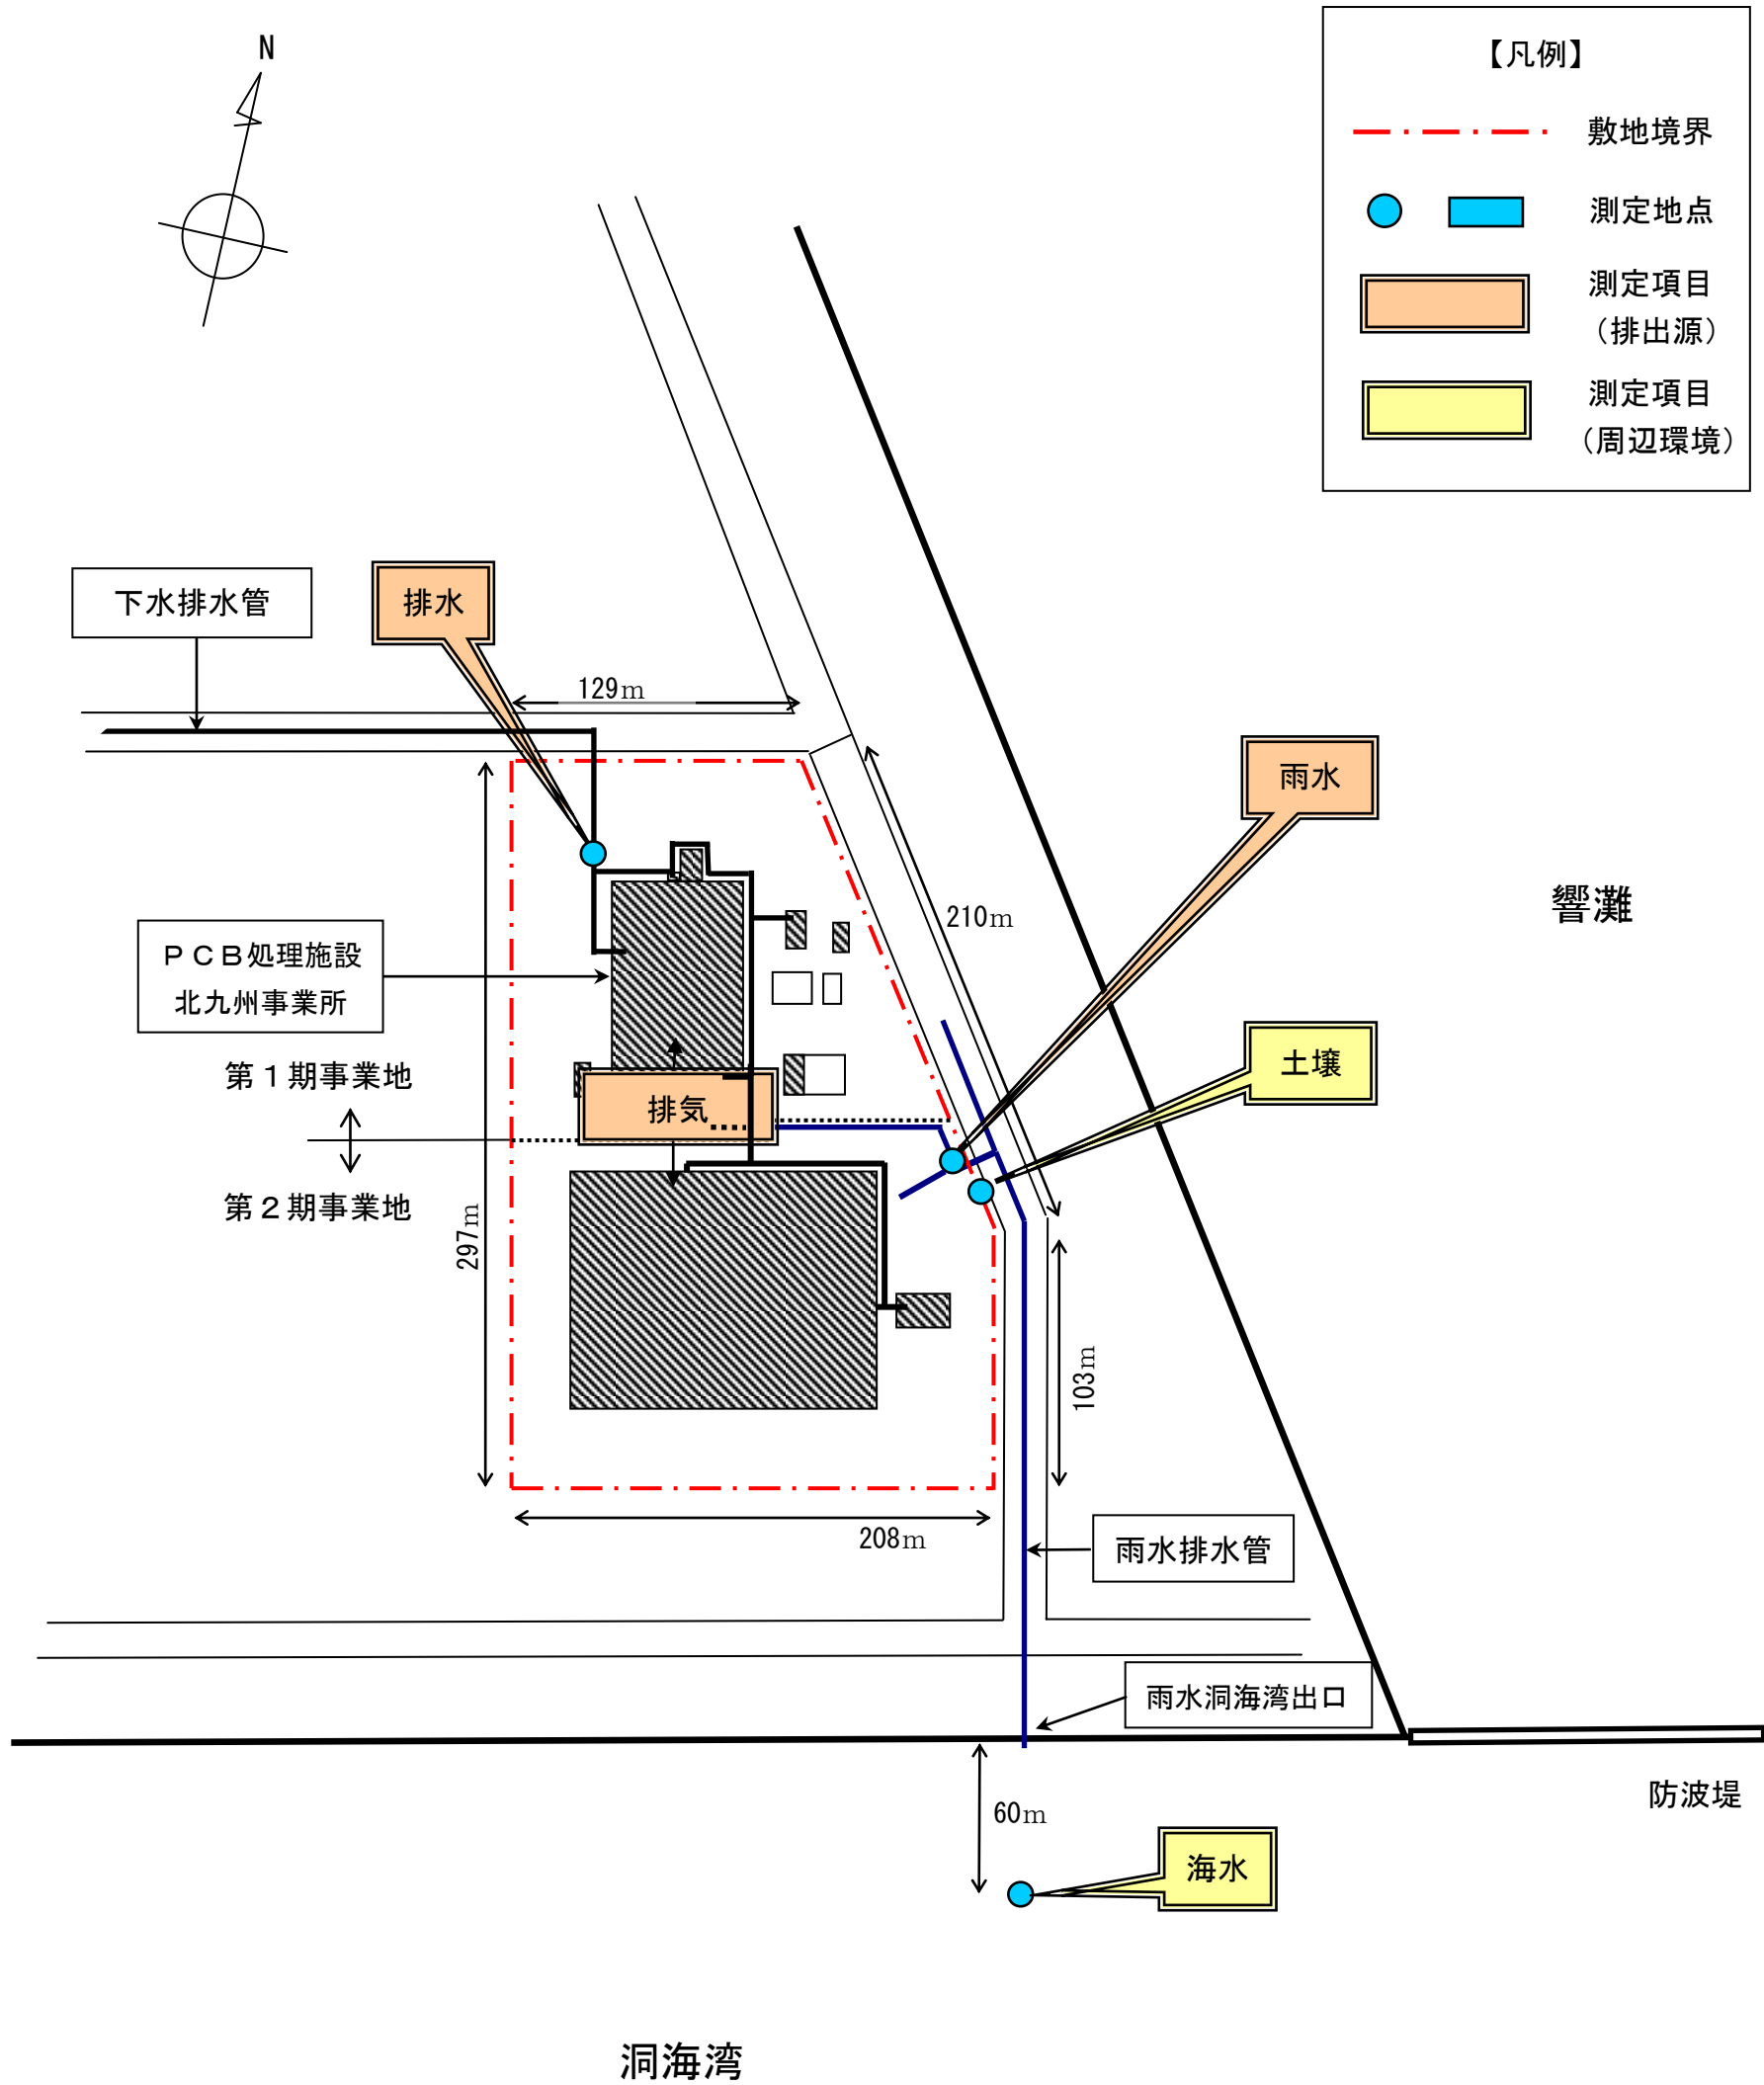 N
【凡例】
敷地境界
測定地点
測定項目
（排出源）
測定項目
（周辺環境）
下水排水管
排水
129m
雨水
210m
響灘
ＰＣＢ処理施設
北九州事業所
土壌
第１期事業地
排気
第２期事業地
297m
103m
208m
雨水排水管
雨水洞海湾出口
防波堤
60m
海水
洞海湾